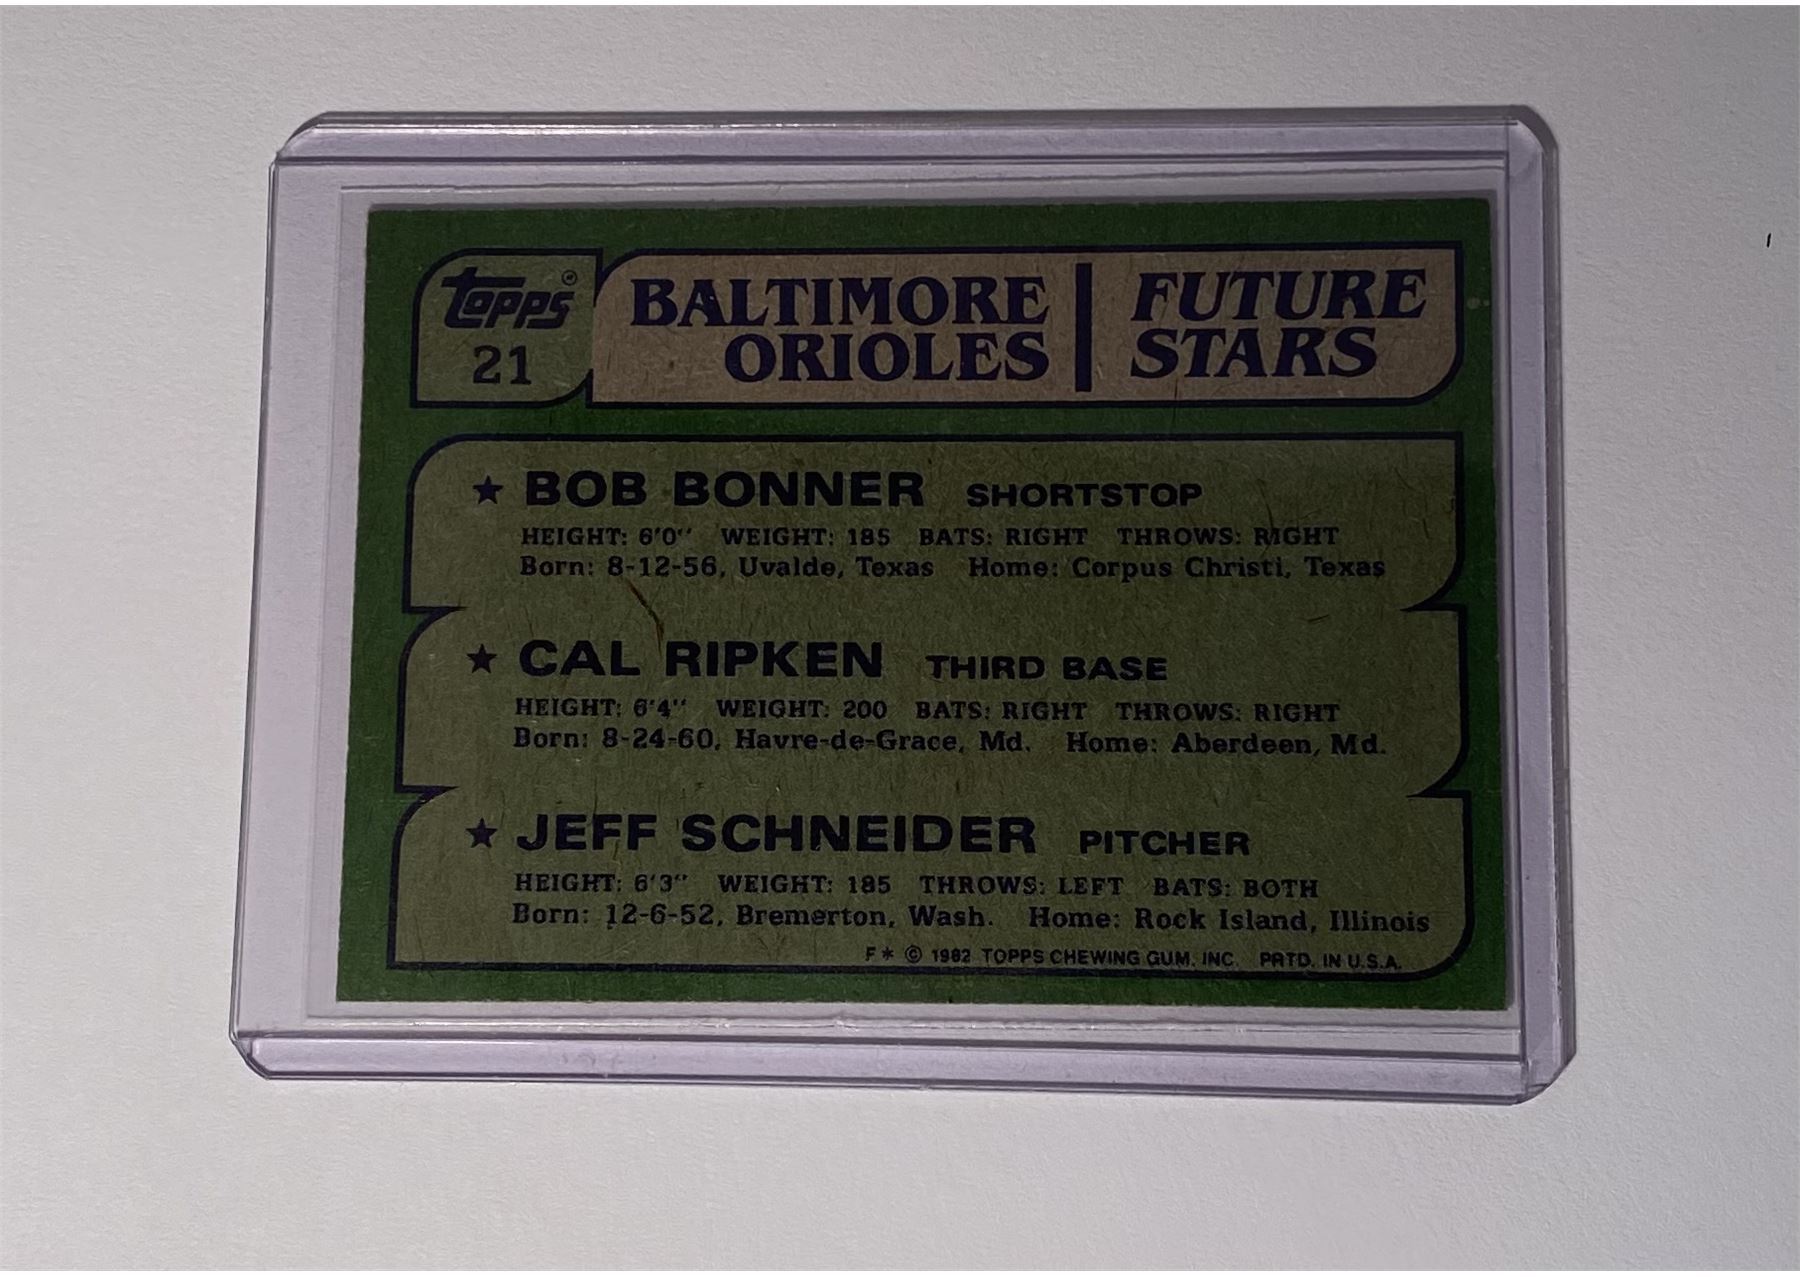 Topps®
21
BALTIMORE ORIOLES
FUTURE STARS
★ BOB BONNER SHORTSTOP
HEIGHT: 6'0" WEIGHT: 185 BATS: RIGHT THROWS: RIGHT
Born: 8-12-56, Uvalde, Texas Home: Corpus Christi, Texas
★ CAL RIPKEN THIRD BASE
HEIGHT: 6'4" WEIGHT: 200 BATS: RIGHT THROWS: RIGHT
Born: 8-24-60, Havre-de-Grace, Md. Home: Aberdeen, Md.
★ JEFF SCHNEIDER PITCHER
HEIGHT: 6'3" WEIGHT: 185 THROWS: LEFT BATS: BOTH
Born: 12-6-52, Bremerton, Wash. Home: Rock Island, Illinois
F* © 1982 TOPPS CHEWING GUM, INC. PRTD. IN U.S.A.